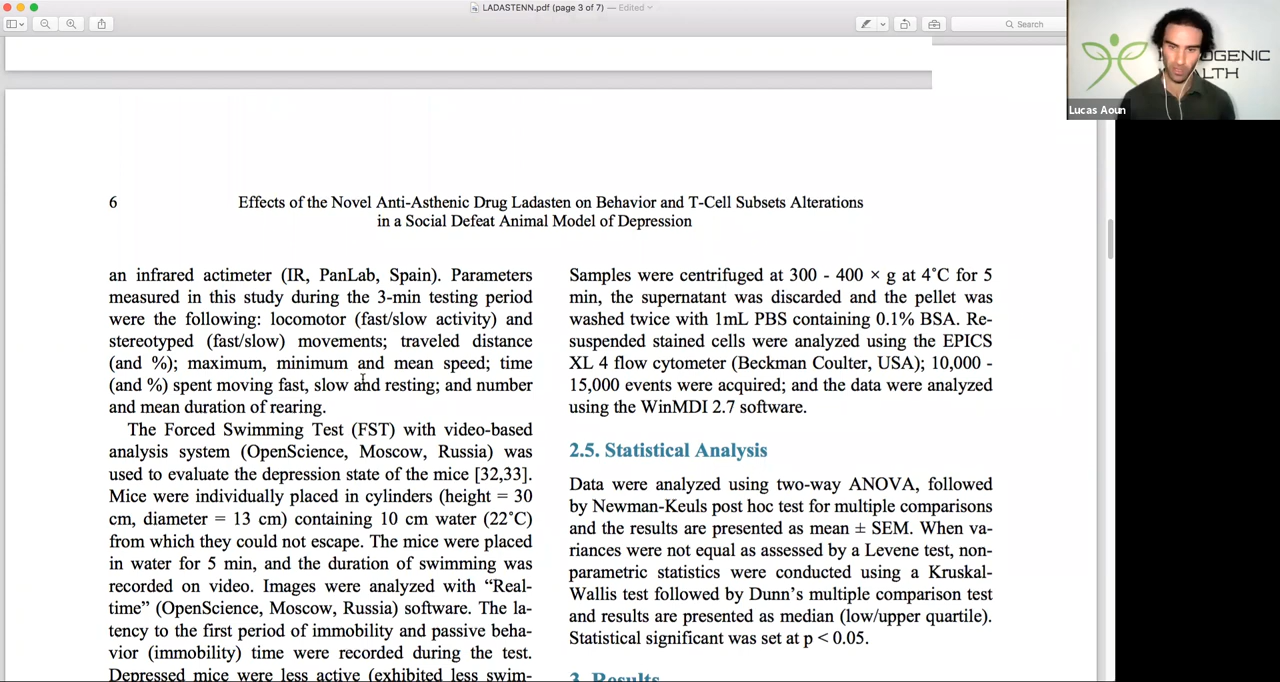 LADASTENN.pdf (page 3 of 7) — Edited
Search
OGENIC
LTH
Lucas Aoun
6
Effects of the Novel Anti-Asthenic Drug Ladasten on Behavior and T-Cell Subsets Alterations
in a Social Defeat Animal Model of Depression
an infrared actimeter (IR, PanLab, Spain). Parameters
measured in this study during the 3-min testing period
were the following: locomotor (fast/slow activity) and
stereotyped (fast/slow) movements; traveled distance
(and %); maximum, minimum and mean speed; time
(and %) spent moving fast, slow and resting; and number
and mean duration of rearing.
The Forced Swimming Test (FST) with video-based
analysis system (OpenScience, Moscow, Russia) was
used to evaluate the depression state of the mice [32,33].
Mice were individually placed in cylinders (height = 30
cm, diameter = 13 cm) containing 10 cm water (22˚C)
from which they could not escape. The mice were placed
in water for 5 min, and the duration of swimming was
recorded on video. Images were analyzed with “Real-
time” (OpenScience, Moscow, Russia) software. The la-
tency to the first period of immobility and passive beha-
vior (immobility) time were recorded during the test.
Depressed mice were less active (exhibited less swim-
Samples were centrifuged at 300 - 400 × g at 4˚C for 5
min, the supernatant was discarded and the pellet was
washed twice with 1mL PBS containing 0.1% BSA. Re-
suspended stained cells were analyzed using the EPICS
XL 4 flow cytometer (Beckman Coulter, USA); 10,000 -
15,000 events were acquired; and the data were analyzed
using the WinMDI 2.7 software.
2.5. Statistical Analysis
Data were analyzed using two-way ANOVA, followed
by Newman-Keuls post hoc test for multiple comparisons
and the results are presented as mean ± SEM. When va-
riances were not equal as assessed by a Levene test, non-
parametric statistics were conducted using a Kruskal-
Wallis test followed by Dunn’s multiple comparison test
and results are presented as median (low/upper quartile).
Statistical significant was set at p < 0.05.
3. Results